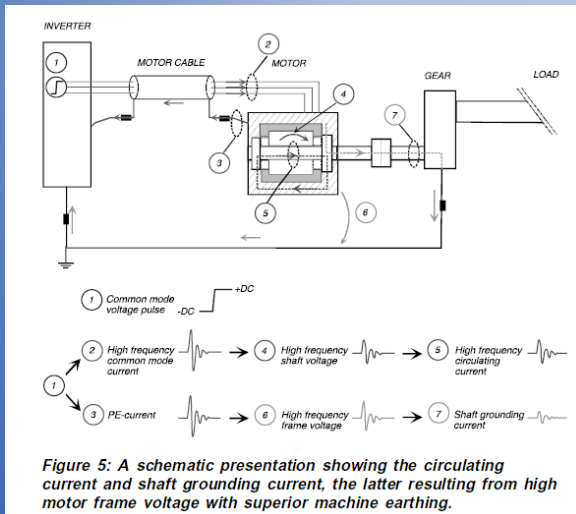 INVERTER
MOTOR CABLE
MOTOR
GEAR
LOAD
1
2
3
4
5
6
7
1 Common mode
voltage pulse
-DC
+DC
1
2 High frequency
common mode
current
4 High frequency
shaft voltage
5 High frequency
circulating
current
3 PE-current
6 High frequency
frame voltage
7 Shaft grounding
current
Figure 5: A schematic presentation showing the circulating
current and shaft grounding current, the latter resulting from high
motor frame voltage with superior machine earthing.